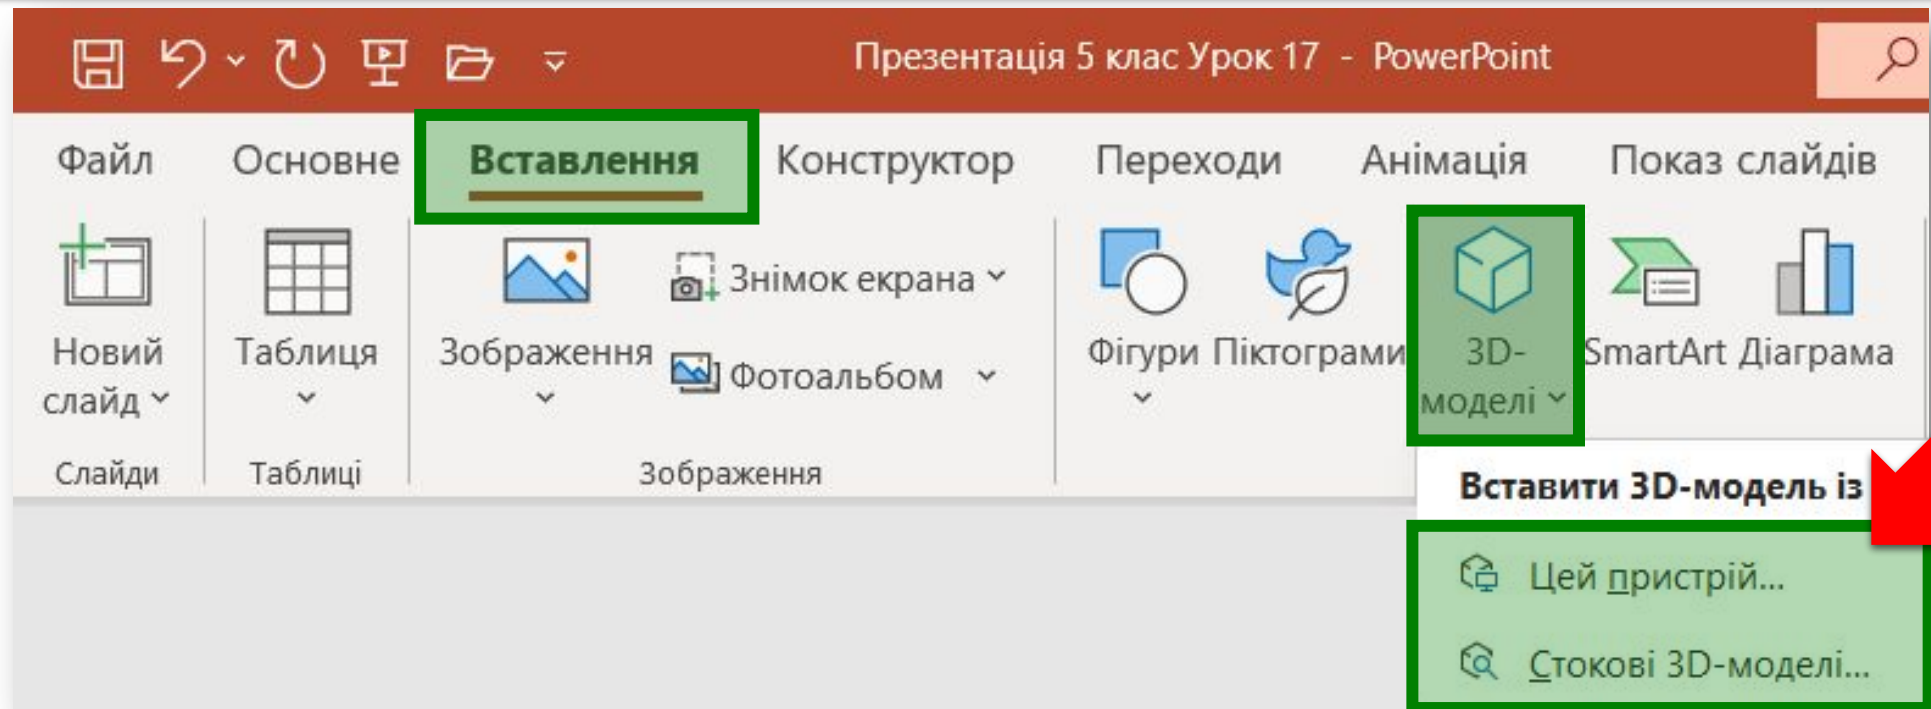 Презентація 5 клас Урок 17 - PowerPoint
Файл Основне Вставлення Конструктор Переходи Анімація Показ слайдів
Новий слайд
Таблиця
Зображення
Знімок екрана
Фотоальбом
Фігури
Піктограми
3D-
моделі
SmartArt
Діаграма
Слайди
Таблиці
Зображення
Вставити 3D-модель із
Цей пристрій...
Стокові 3D-моделі...